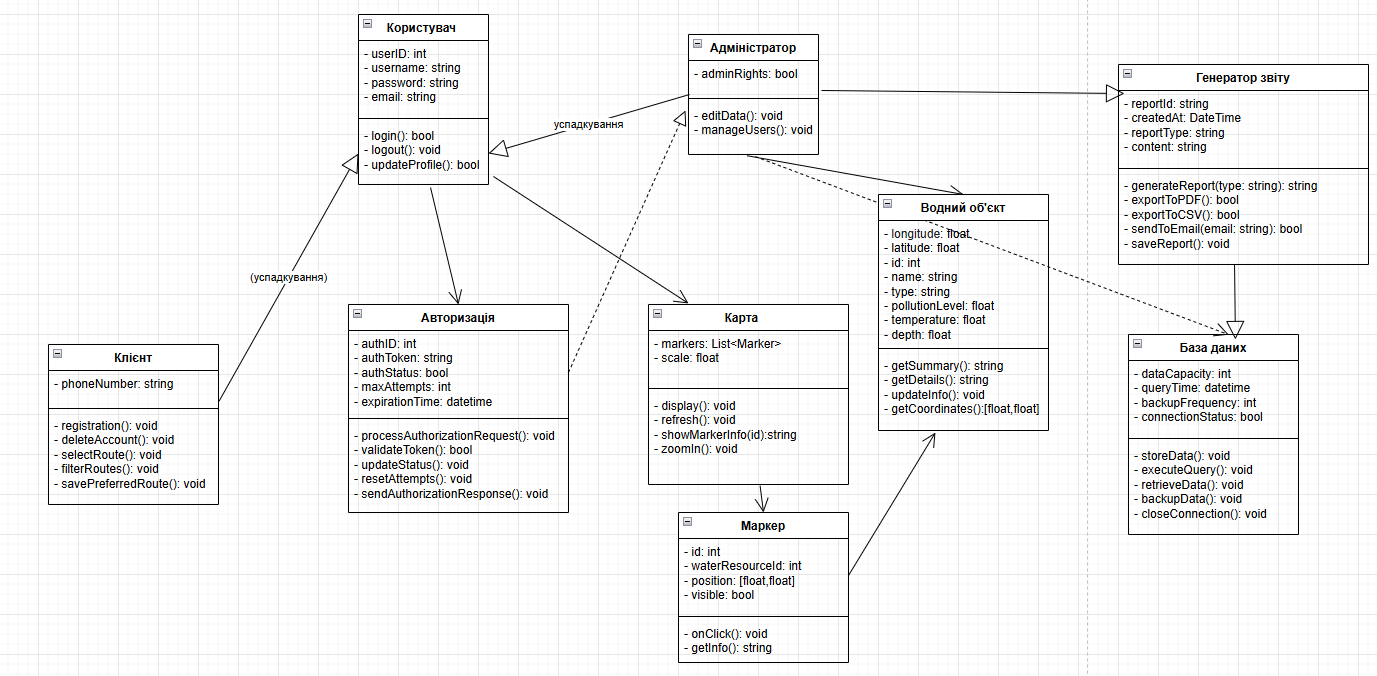 Користувач
- userID: int
- username: string
- password: string
- email: string
- login(): bool
- logout(): void
- updateProfile(): bool
Адміністратор
- adminRights: bool
- editData(): void
- manageUsers(): void
Генератор звіту
- reportId: string
- createdAt: DateTime
- reportType: string
- content: string
- generateReport(type: string): string
- exportToPDF(): bool
- exportToCSV(): bool
- sendToEmail(email: string): bool
- saveReport(): void
успадкування
Водний об'єкт
- longitude: float
- latitude: float
- id: int
- name: string
- type: string
- pollutionLevel: float
- temperature: float
- depth: float
- getSummary(): string
- getDetails(): string
- updateInfo(): void
- getCoordinates():[float,float]
(успадкування)
Клієнт
- phoneNumber: string
- registration(): void
- deleteAccount(): void
- selectRoute(): void
- filterRoutes(): void
- savePreferredRoute(): void
Авторизація
- authID: int
- authToken: string
- authStatus: bool
- maxAttempts: int
- expirationTime: datetime
- processAuthorizationRequest(): void
- validateToken(): bool
- updateStatus(): void
- resetAttempts(): void
- sendAuthorizationResponse(): void
Карта
- markers: List<Marker>
- scale: float
- display(): void
- refresh(): void
- showMarkerInfo(id):string
- zoomIn(): void
База даних
- dataCapacity: int
- queryTime: datetime
- backupFrequency: int
- connectionStatus: bool
- storeData(): void
- executeQuery(): void
- retrieveData(): void
- backupData(): void
- closeConnection(): void
Маркер
- id: int
- waterResourceId: int
- position: [float,float]
- visible: bool
- onClick(): void
- getInfo(): string